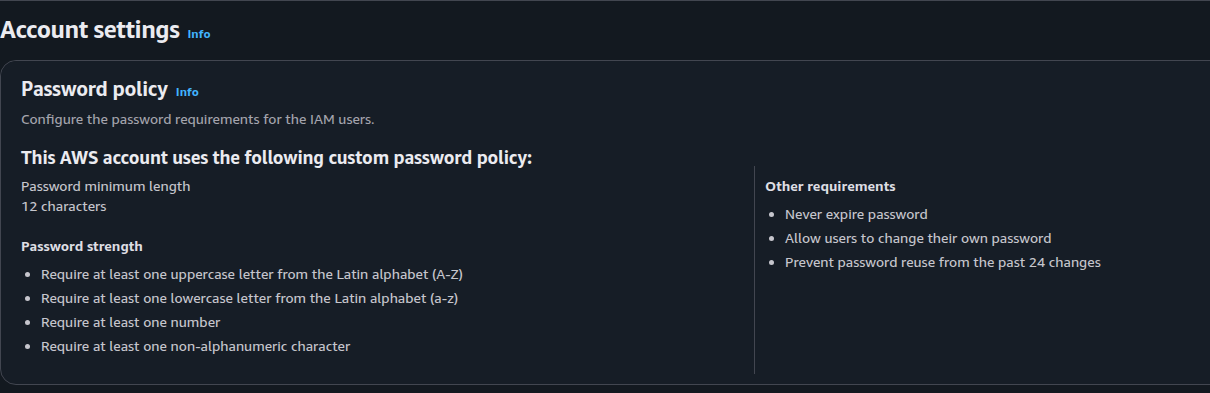 Account settings Info
Password policy Info
Configure the password requirements for the IAM users.
This AWS account uses the following custom password policy:
Password minimum length
12 characters
Password strength
• Require at least one uppercase letter from the Latin alphabet (A-Z)
• Require at least one lowercase letter from the Latin alphabet (a-z)
• Require at least one number
• Require at least one non-alphanumeric character
Other requirements
• Never expire password
• Allow users to change their own password
• Prevent password reuse from the past 24 changes